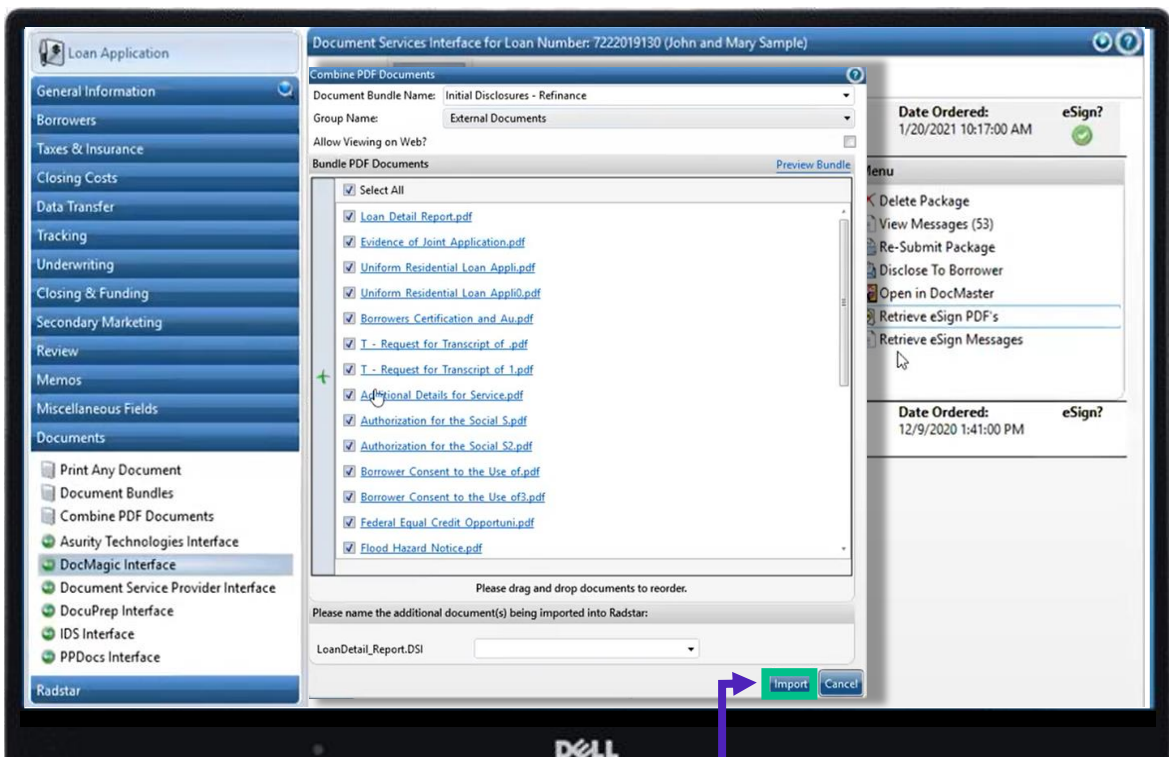 Loan Application
General Information
Borrowers
Taxes & Insurance
Closing Costs
Data Transfer
Tracking
Underwriting
Closing & Funding
Secondary Marketing
Review
Memos
Miscellaneous Fields
Documents
Print Any Document
Document Bundles
Combine PDF Documents
Asurity Technologies Interface
DocMagic Interface
Document Service Provider Interface
DocuPrep Interface
IDS Interface
PPDocs Interface
Radstar
Document Services Interface for Loan Number: 7222019130 (John and Mary Sample)
Combine PDF Documents
Document Bundle Name: Initial Disclosures - Refinance
Group Name: External Documents
Allow Viewing on Web?
Bundle PDF Documents Preview Bundle
Select All
Loan Detail Report.pdf
Evidence of Joint Application.pdf
Uniform Residential Loan Appli.pdf
Uniform Residential Loan Appli0.pdf
Borrowers Certification and Au.pdf
T - Request for Transcript of .pdf
T - Request for Transcript of 1.pdf
Additional Details for Service.pdf
Authorization for the Social S.pdf
Authorization for the Social S2.pdf
Borrower Consent to the Use of.pdf
Borrower Consent to the Use of3.pdf
Federal Equal Credit Opportuni.pdf
Flood Hazard Notice.pdf
Please drag and drop documents to reorder.
Please name the additional document(s) being imported into Radstar:
LoanDetail_Report.DSI
Import Cancel
Date Ordered: eSign?
1/20/2021 10:17:00 AM
enu
Delete Package
View Messages (53)
Re-Submit Package
Disclose To Borrower
Open in DocMaster
Retrieve eSign PDF's
Retrieve eSign Messages
Date Ordered: eSign?
12/9/2020 1:41:00 PM
DELL